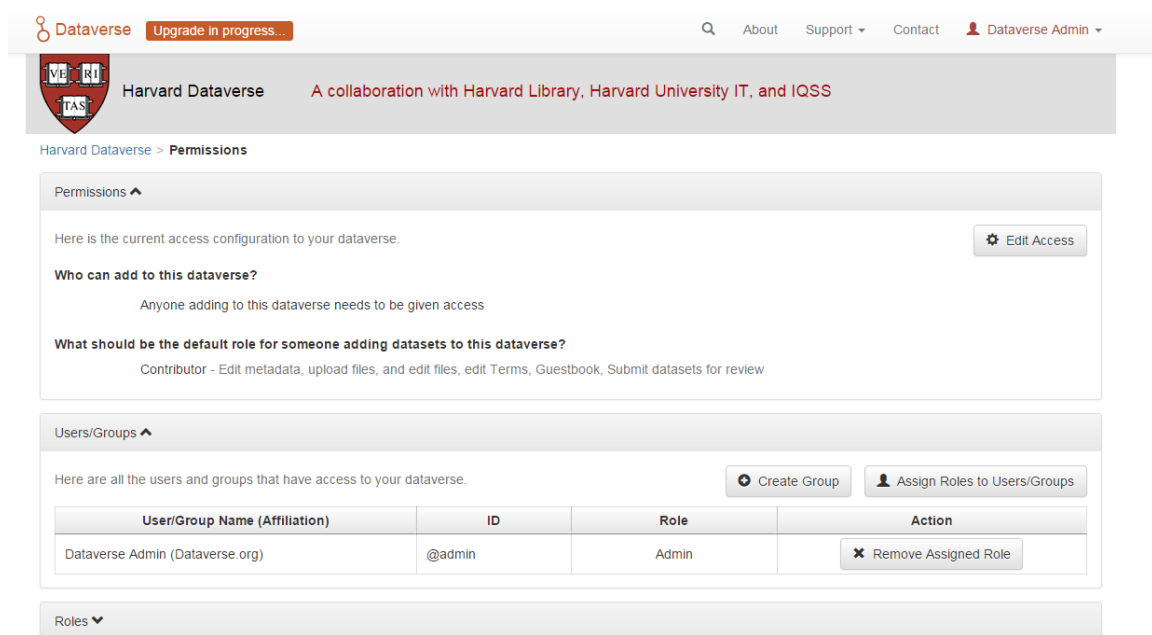 Dataverse Upgrade in progress... About Support Contact Dataverse Admin
VE RI
TAS
Harvard Dataverse A collaboration with Harvard Library, Harvard University IT, and IQSS
Harvard Dataverse > Permissions
Permissions
Here is the current access configuration to your dataverse.
Edit Access
Who can add to this dataverse?
Anyone adding to this dataverse needs to be given access
What should be the default role for someone adding datasets to this dataverse?
Contributor - Edit metadata, upload files, and edit files, edit Terms, Guestbook, Submit datasets for review
Users/Groups
Here are all the users and groups that have access to your dataverse.
Create Group Assign Roles to Users/Groups
User/Group Name (Affiliation) ID Role Action
Dataverse Admin (Dataverse.org) @admin Admin Remove Assigned Role
Roles